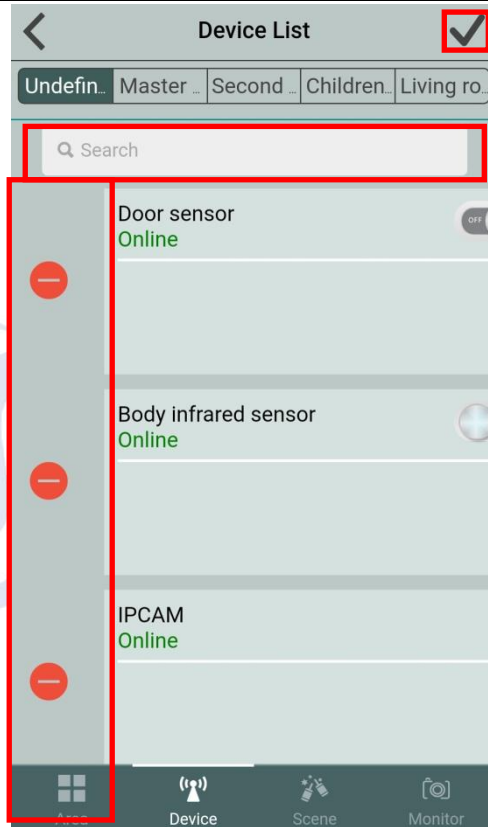 Device List
Undefin... Master ... Second ... Children... Living ro...
Search
Door sensor
OFF
Online
Body infrared sensor
Online
IPCAM
Online
Area Device Scene Monitor